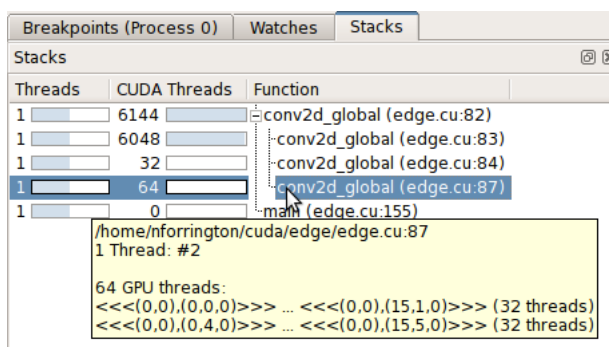 Breakpoints (Process 0) Watches Stacks
Stacks
Threads CUDA Threads Function
1 6144 conv2d_global (edge.cu:82)
1 6048 conv2d_global (edge.cu:83)
1 32 conv2d_global (edge.cu:84)
1 64 conv2d_global (edge.cu:87)
1 0 main (edge.cu:155)
/home/nforrington/cuda/edge/edge.cu:87
1 Thread: #2
64 GPU threads:
<<<(0,0),(0,0,0)>>> ... <<<(0,0),(15,1,0)>>> (32 threads)
<<<(0,0),(0,4,0)>>> ... <<<(0,0),(15,5,0)>>> (32 threads)